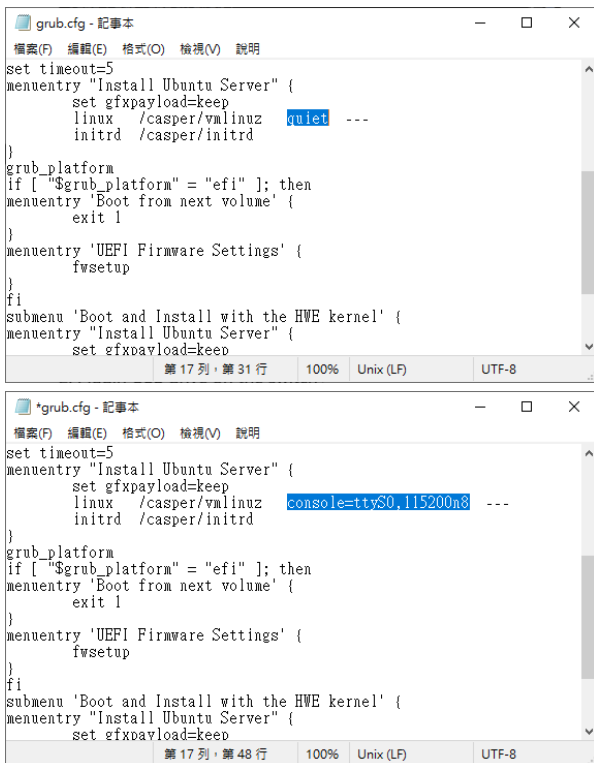 grub.cfg - 記事本
檔案(F) 編輯(E) 格式(O) 檢視(V) 說明
set timeout=5
menuentry "Install Ubuntu Server" {
set gfxpayload=keep
linux /casper/vmlinuz quiet ---
initrd /casper/initrd
}
grub_platform
if [ "$grub_platform" = "efi" ]; then
menuentry 'Boot from next volume' {
exit 1
}
menuentry 'UEFI Firmware Settings' {
fwsetup
}
fi
submenu 'Boot and Install with the HWE kernel' {
menuentry "Install Ubuntu Server" {
set gfxpayload=keep
第 17 列，第 31 行 100% Unix (LF) UTF-8
*grub.cfg - 記事本
檔案(F) 編輯(E) 格式(O) 檢視(V) 說明
set timeout=5
menuentry "Install Ubuntu Server" {
set gfxpayload=keep
linux /casper/vmlinuz console=ttyS0,115200n8 ---
initrd /casper/initrd
}
grub_platform
if [ "$grub_platform" = "efi" ]; then
menuentry 'Boot from next volume' {
exit 1
}
menuentry 'UEFI Firmware Settings' {
fwsetup
}
fi
submenu 'Boot and Install with the HWE kernel' {
menuentry "Install Ubuntu Server" {
set gfxpayload=keep
第 17 列，第 48 行 100% Unix (LF) UTF-8